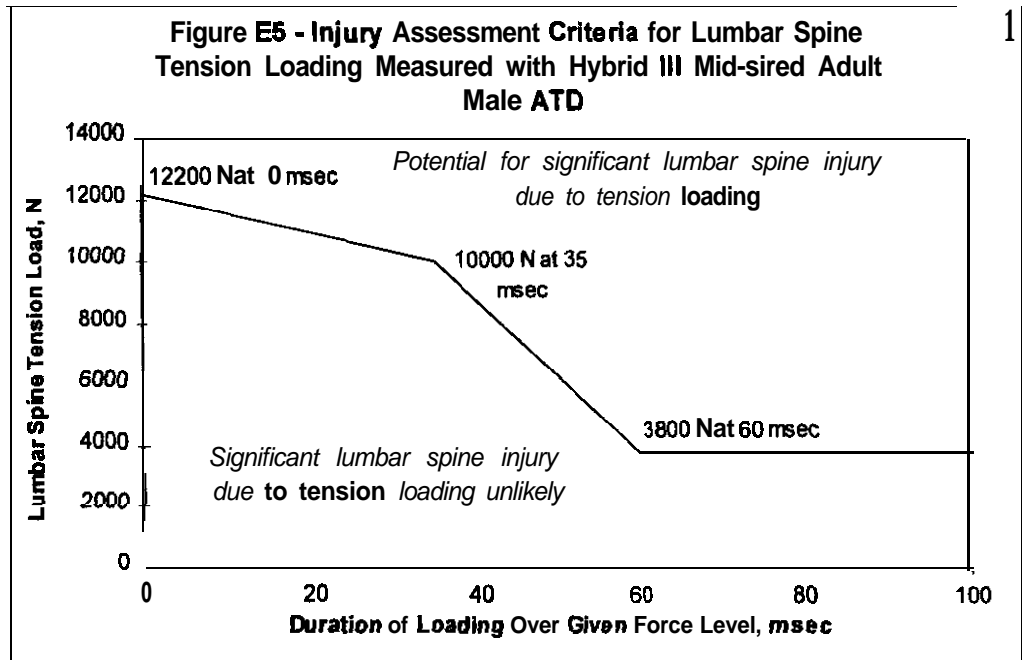 1
Figure E5 - Injury Assessment Criteria for Lumbar Spine
Tension Loading Measured with Hybrid III Mid-sired Adult
Male ATD
14000
12000
10000
8000
6000
4000
2000
0
Lumbar Spine Tension Load, N
12200 Nat 0 msec
Potential for significant lumbar spine injury
due to tension loading
10000 N at 35
msec
3800 Nat 60 msec
Significant lumbar spine injury
due to tension loading unlikely
0 20 40 60 80 100
Duration of Loading Over Given Force Level, msec